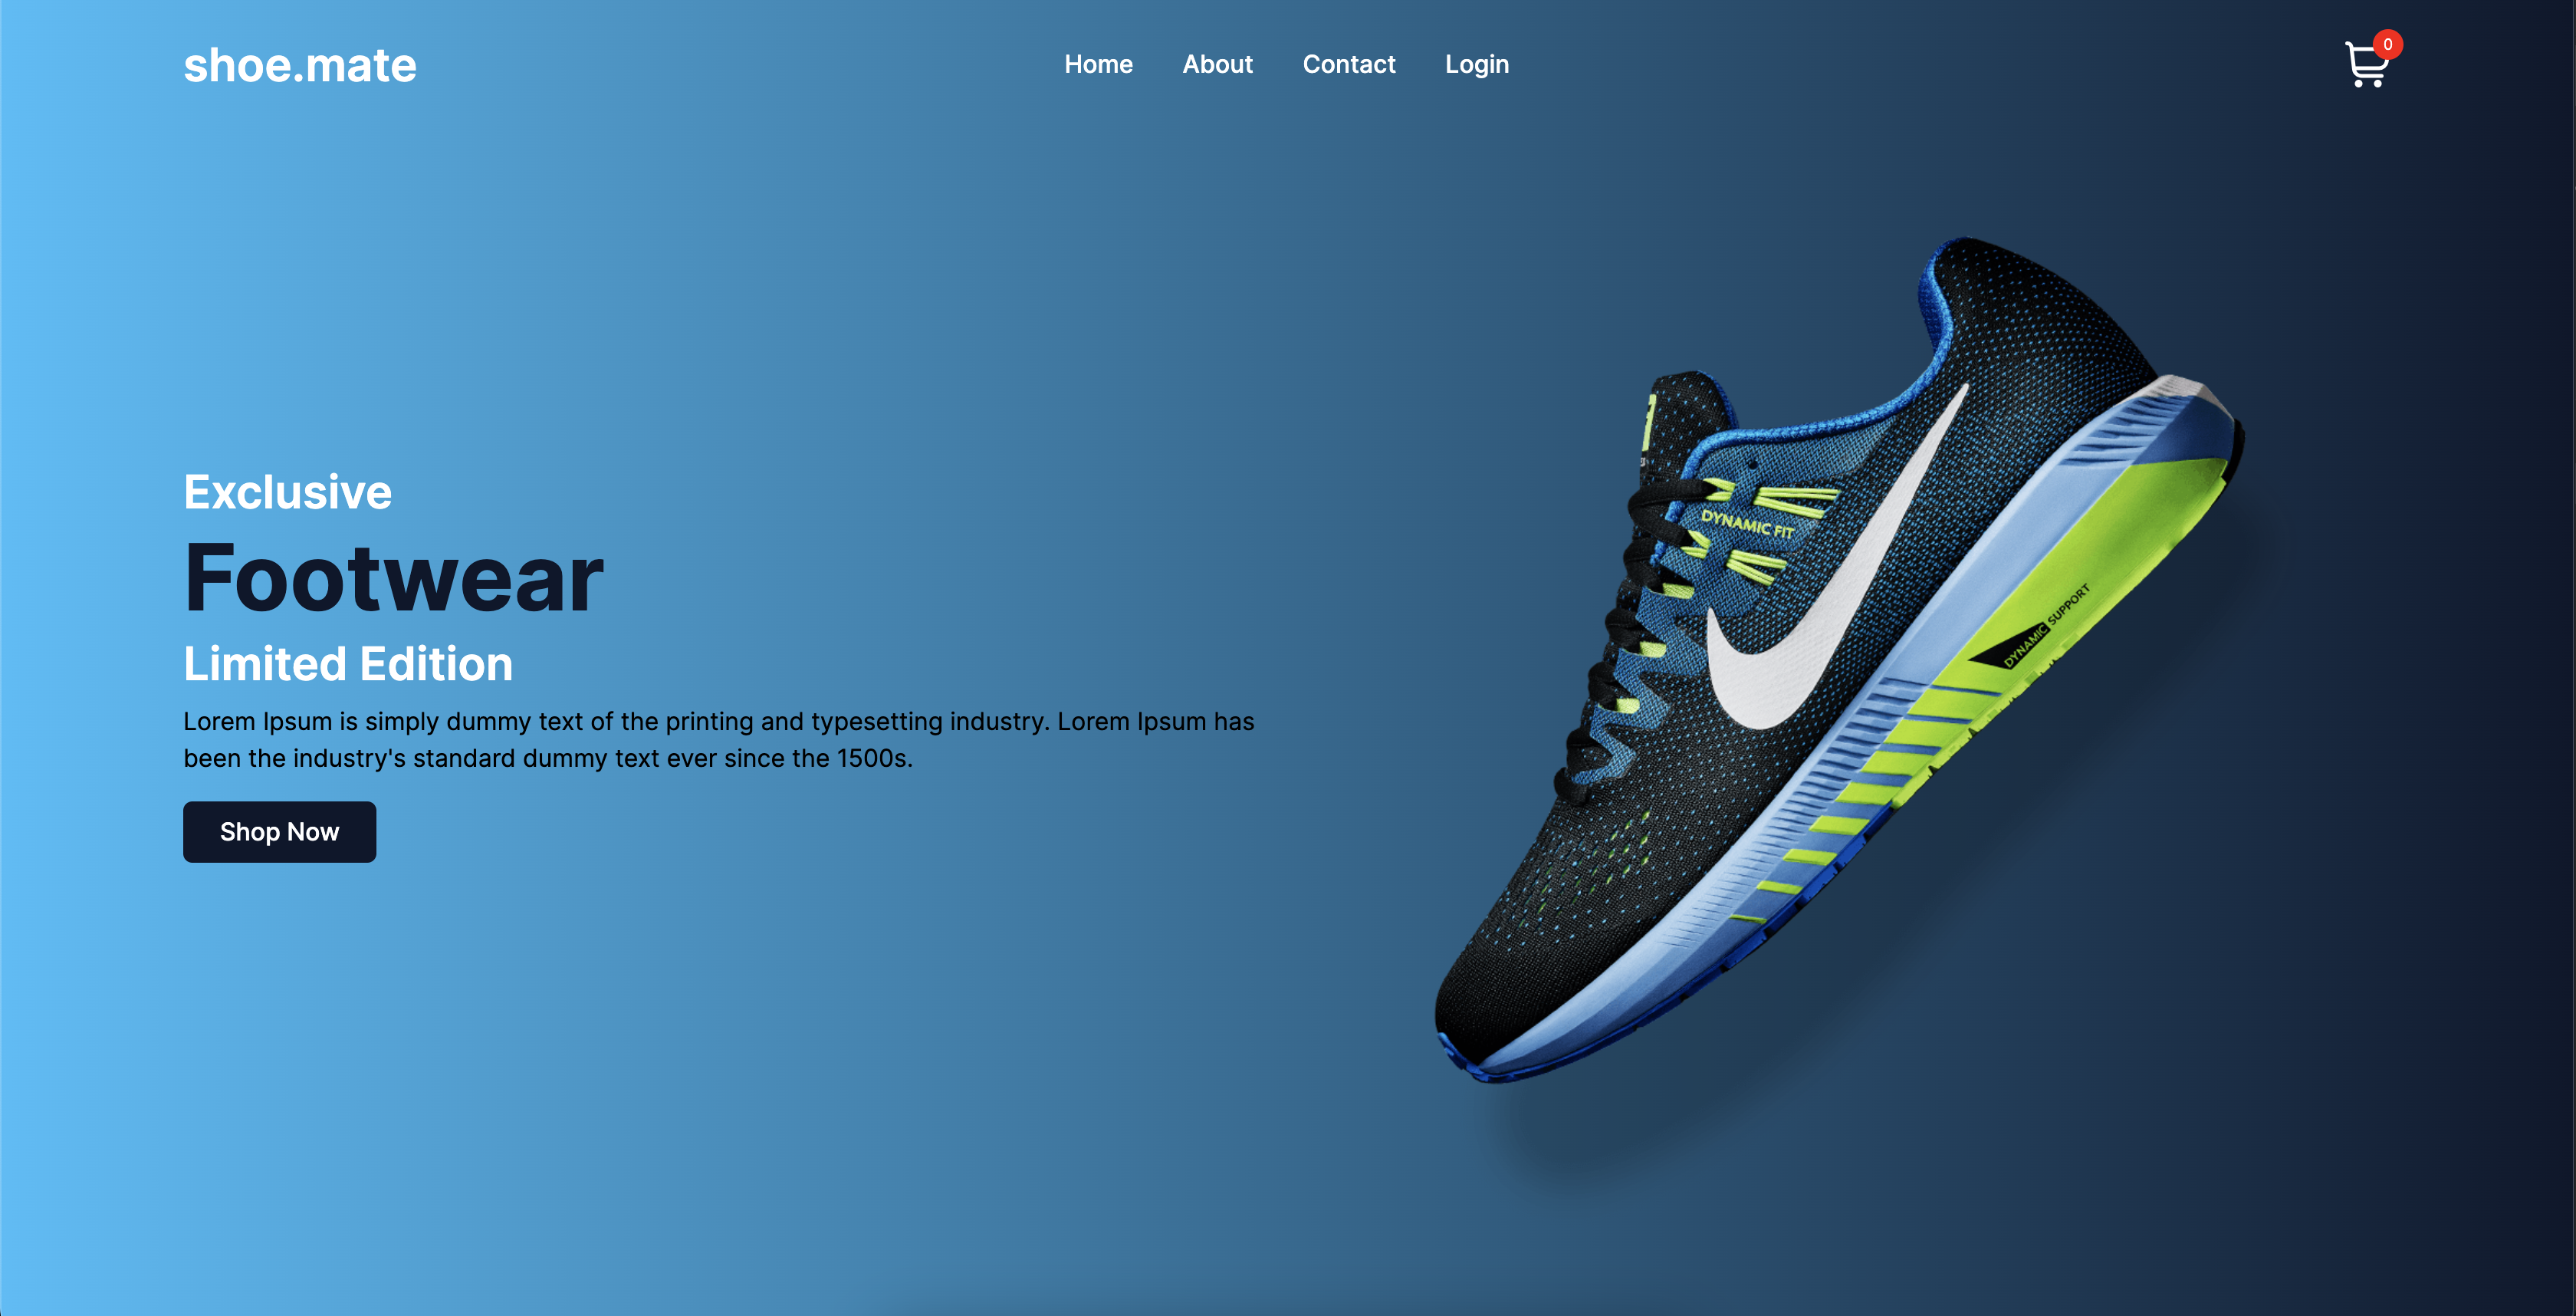 shoe.mate
Home About Contact Login
0
Exclusive
Footwear
Limited Edition
Lorem Ipsum is simply dummy text of the printing and typesetting industry. Lorem Ipsum has
been the industry's standard dummy text ever since the 1500s.
Shop Now
DYNAMIC FIT
DYNAMIC SUPPORT